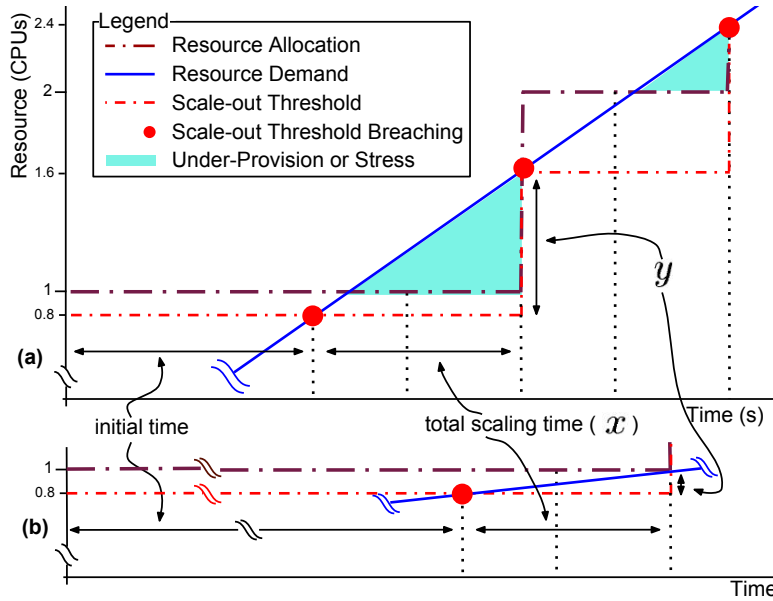 Legend
Resource Allocation
Resource Demand
Scale-out Threshold
Scale-out Threshold Breaching
Under-Provision or Stress
Resource (CPUs)
2.4
2
1.6
1
0.8
y
(a)
initial time
total scaling time ( x )
Time (s)
1
0.8
(b)
Time